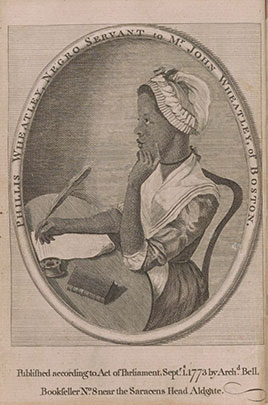 PHILLIS WHEATLEY, NEGRO SERVANT to Mr. JOHN WHEATLEY, of BOSTON.
Published according to Act of Parliament, Sept.r 1, 1773 by Arch.d Bell,
Bookseller No. 8 near the Saracens Head Aldgate.